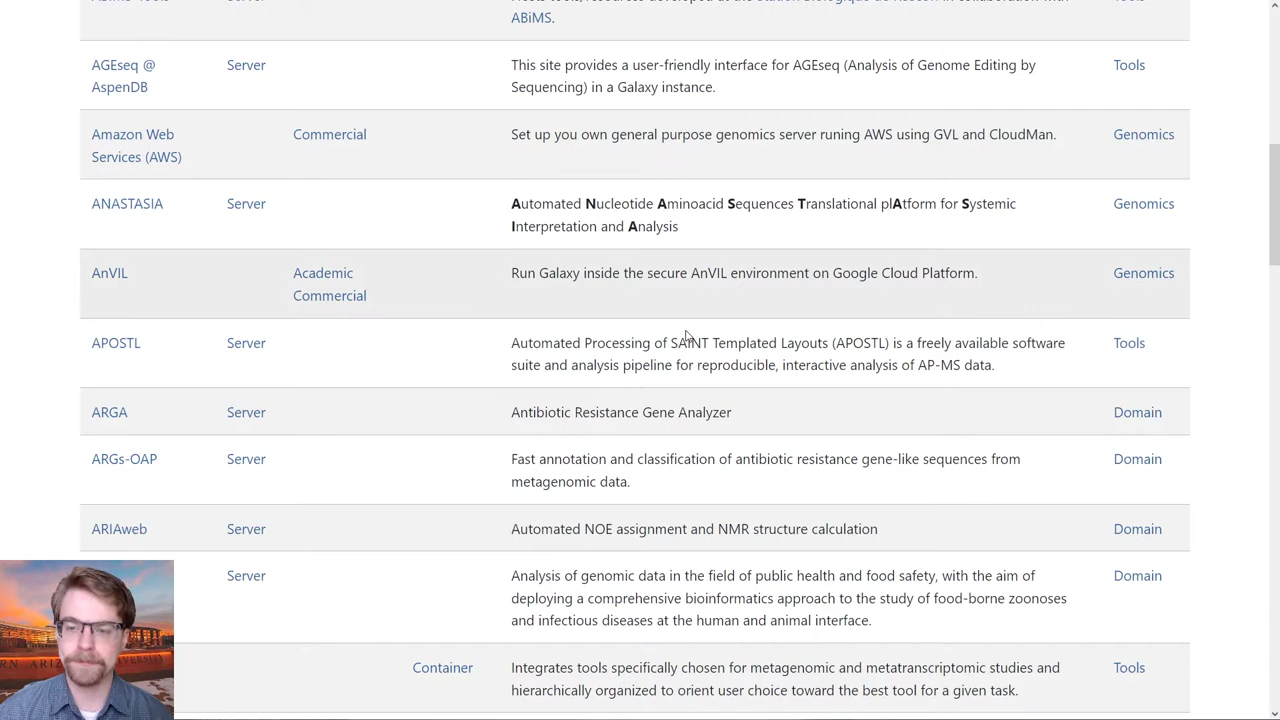 Tools
Server
Hosts tools/resources developed at the Station Biologique de Roscoff in collaboration with
ABiMS.
AGEseq @
AspenDB
Server
This site provides a user-friendly interface for AGEseq (Analysis of Genome Editing by
Sequencing) in a Galaxy instance.
Tools
Amazon Web
Services (AWS)
Commercial
Set up you own general purpose genomics server runing AWS using GVL and CloudMan.
Genomics
ANASTASIA
Server
Automated Nucleotide Aminoacid Sequences Translational plAtform for Systemic
Interpretation and Analysis
Genomics
AnVIL
Academic
Commercial
Run Galaxy inside the secure AnVIL environment on Google Cloud Platform.
Genomics
APOSTL
Server
Automated Processing of SAINT Templated Layouts (APOSTL) is a freely available software
suite and analysis pipeline for reproducible, interactive analysis of AP-MS data.
Tools
ARGA
Server
Antibiotic Resistance Gene Analyzer
Domain
ARGs-OAP
Server
Fast annotation and classification of antibiotic resistance gene-like sequences from
metagenomic data.
Domain
ARIAweb
Server
Automated NOE assignment and NMR structure calculation
Domain
Server
Analysis of genomic data in the field of public health and food safety, with the aim of
deploying a comprehensive bioinformatics approach to the study of food-borne zoonoses
and infectious diseases at the human and animal interface.
Domain
Container
Integrates tools specifically chosen for metagenomic and metatranscriptomic studies and
hierarchically organized to orient user choice toward the best tool for a given task.
Tools